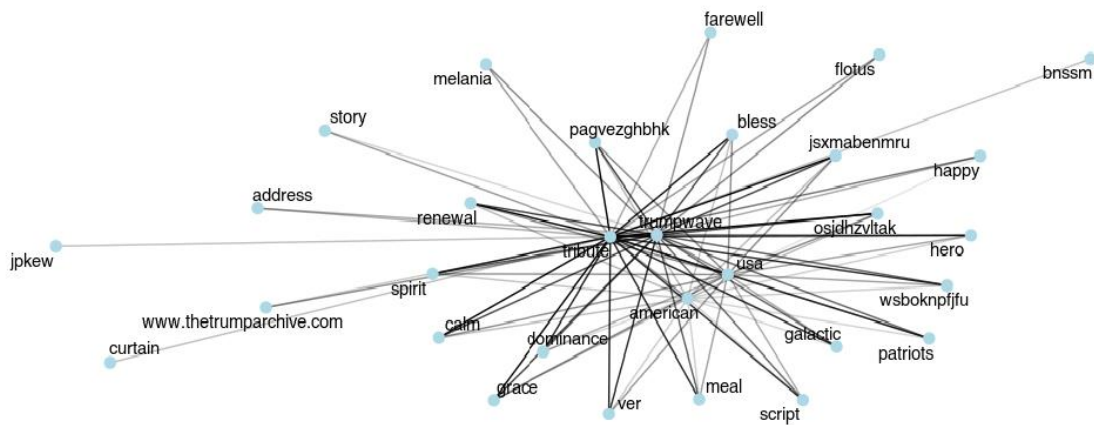 farewell
melania
flotus
bnssm
story
pagvezghbhk
bless
jsxmabenmru
happy
address
renewal
trumpwave
osjdhzvltak
jpkew
tribute
hero
spirit
usa
wsboknpfjfu
www.thetrumparchive.com
american
calm
dominance
galactic
patriots
curtain
grace
ver
meal
script